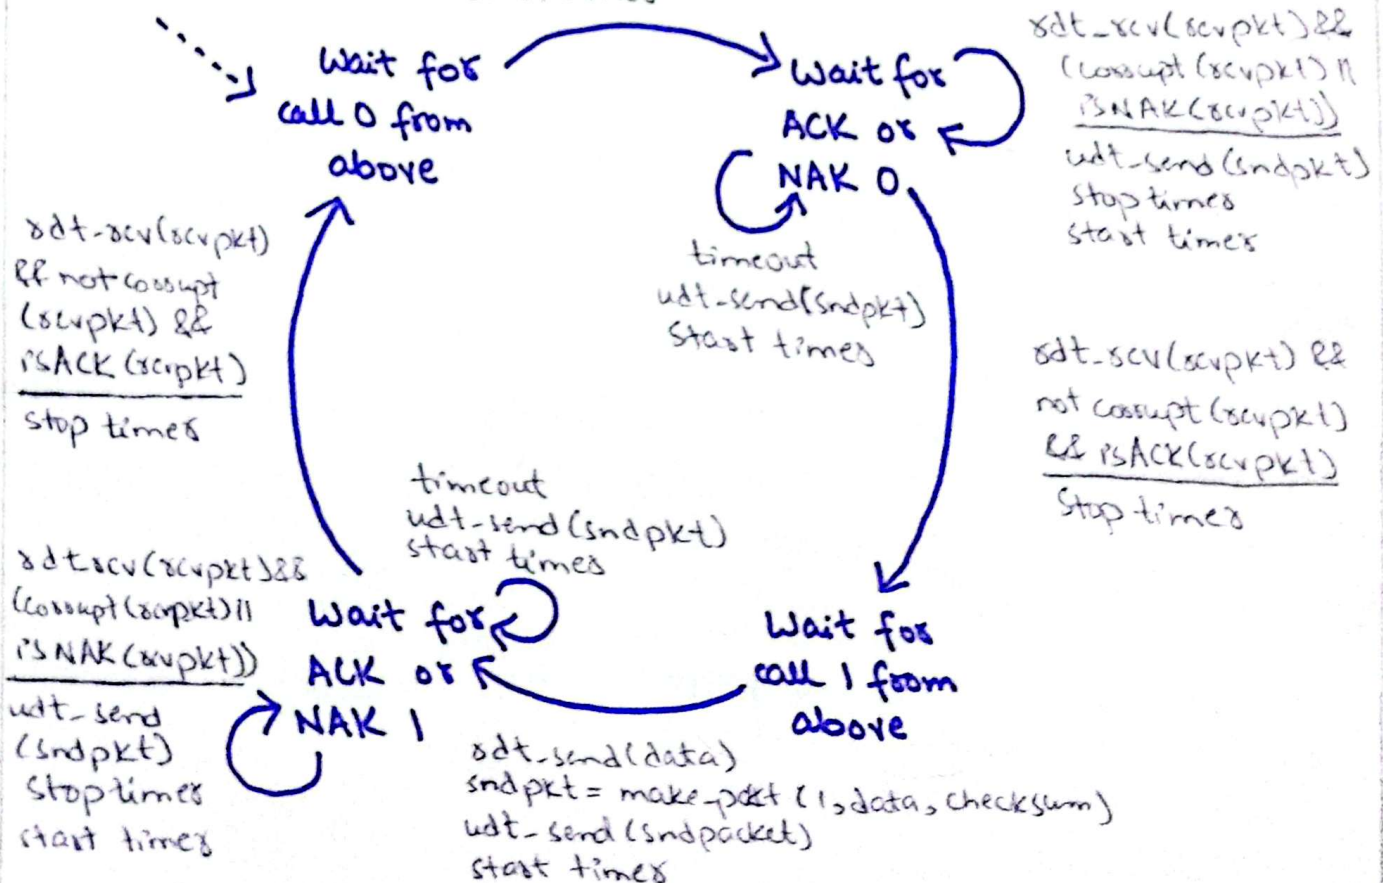 Wait for
call 0 from
above
Wait for
ACK or
NAK 0
rdt_rcv(rcvpkt) &&
(corrupt(rcvpkt) ||
isNAK(rcvpkt))
udt_send(sndpkt)
stop timer
start timer
timeout
udt_send(sndpkt)
start timer
rdt_rcv(rcvpkt)
&& not corrupt
(rcvpkt) &&
isACK(rcvpkt)
stop timer
rdt_rcv(rcvpkt) &&
not corrupt(rcvpkt)
&& isACK(rcvpkt)
stop timer
timeout
udt_send(sndpkt)
start timer
rdtrcv(rcvpkt)&&
(corrupt(rcvpkt)||
isNAK(rcvpkt))
udt_send
(sndpkt)
stop timer
start timer
Wait for
ACK or
NAK 1
Wait for
call 1 from
above
rdt_send(data)
sndpkt = make_pckt (1, data, checksum)
udt_send(sndpacket)
start timer